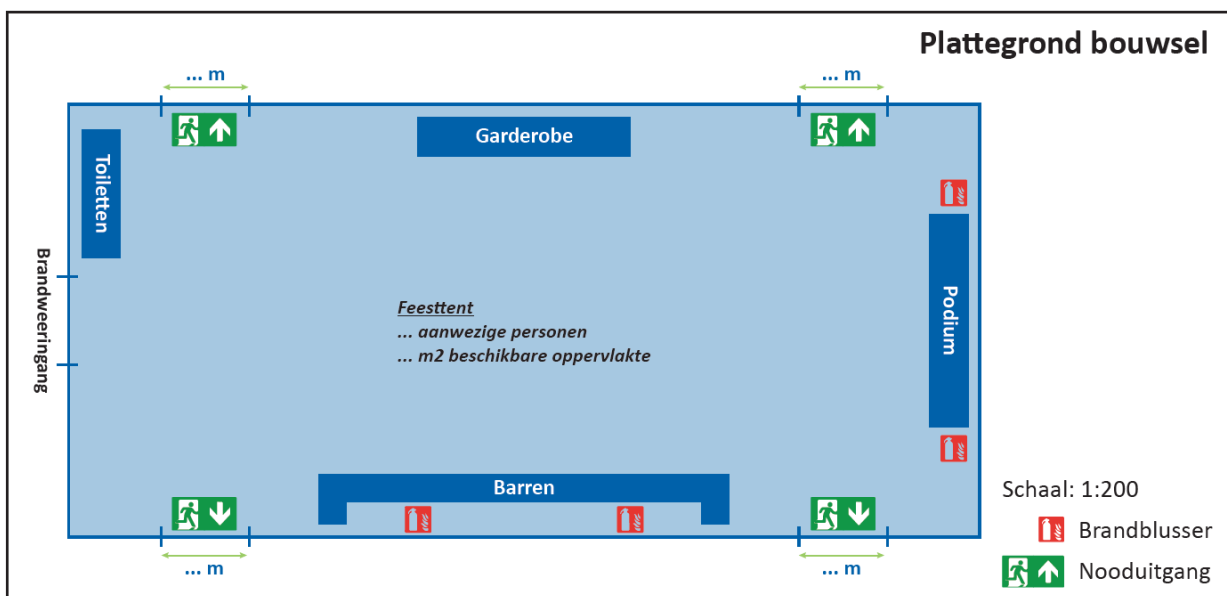 Plattegrond bouwsel
... m
... m
Garderobe
Toiletten
Brandweeringang
Podium
Feesttent
... aanwezige personen
... m2 beschikbare oppervlakte
Barren
... m
... m
Schaal: 1:200
Brandblusser
Nooduitgang